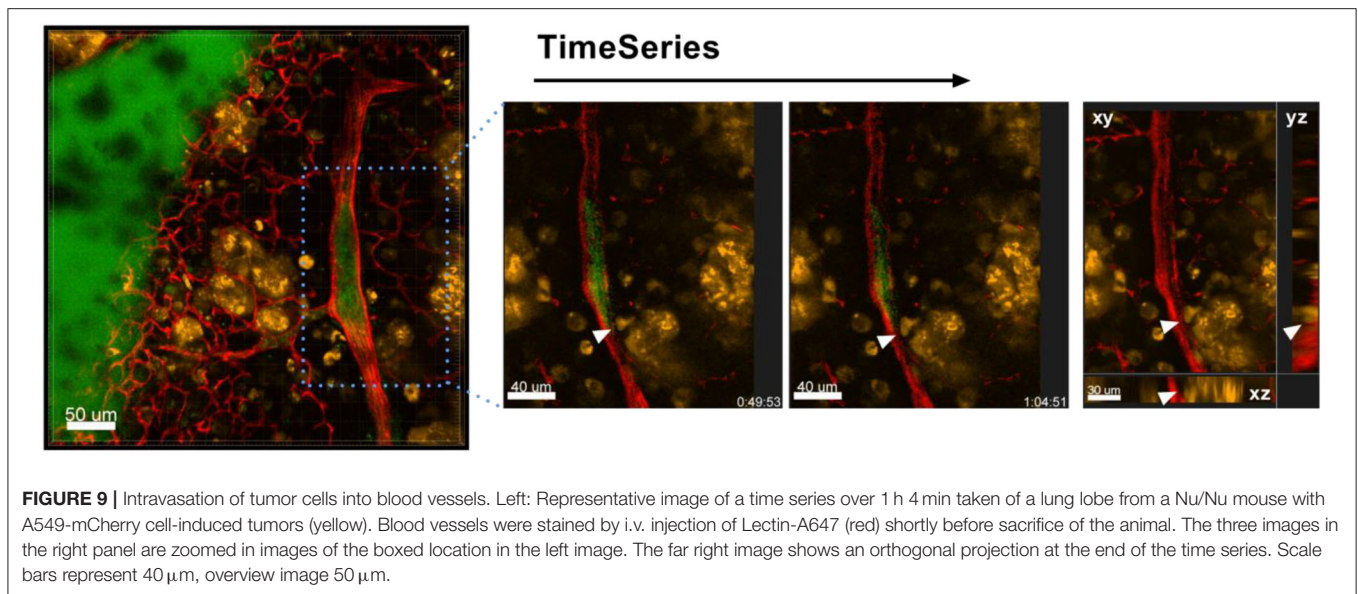 TimeSeries
50 um
40 um
0:49:53
40 um
1:04:51
xy
yz
30 um
xz
FIGURE 9 | Intravasation of tumor cells into blood vessels. Left: Representative image of a time series over 1 h 4 min taken of a lung lobe from a Nu/Nu mouse with
A549-mCherry cell-induced tumors (yellow). Blood vessels were stained by i.v. injection of Lectin-A647 (red) shortly before sacrifice of the animal. The three images in
the right panel are zoomed in images of the boxed location in the left image. The far right image shows an orthogonal projection at the end of the time series. Scale
bars represent 40 μm, overview image 50 μm.